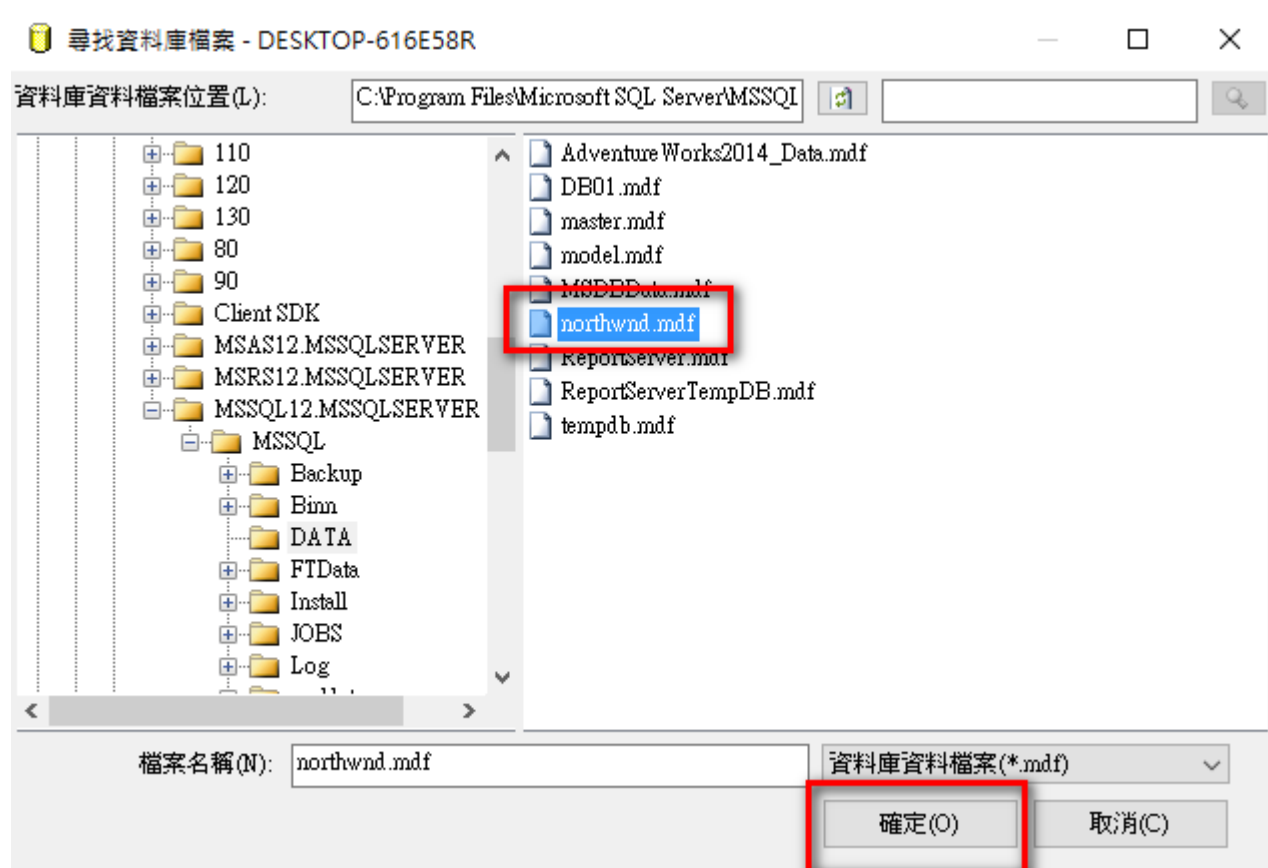 尋找資料庫檔案 - DESKTOP-616E58R
資料庫資料檔案位置(L):
C:\Program Files\Microsoft SQL Server\MSSQL
110
120
130
80
90
Client SDK
MSAS12.MSSQLSERVER
MSRS12.MSSQLSERVER
MSSQL12.MSSQLSERVER
MSSQL
Backup
Binn
DATA
FTData
Install
JOBS
Log
AdventureWorks2014_Data.mdf
DB01.mdf
master.mdf
model.mdf
MSDBData.mdf
northwnd.mdf
ReportServer.mdf
ReportServerTempDB.mdf
tempdb.mdf
檔案名稱(N):
northwnd.mdf
資料庫資料檔案(*.mdf)
確定(O)
取消(C)